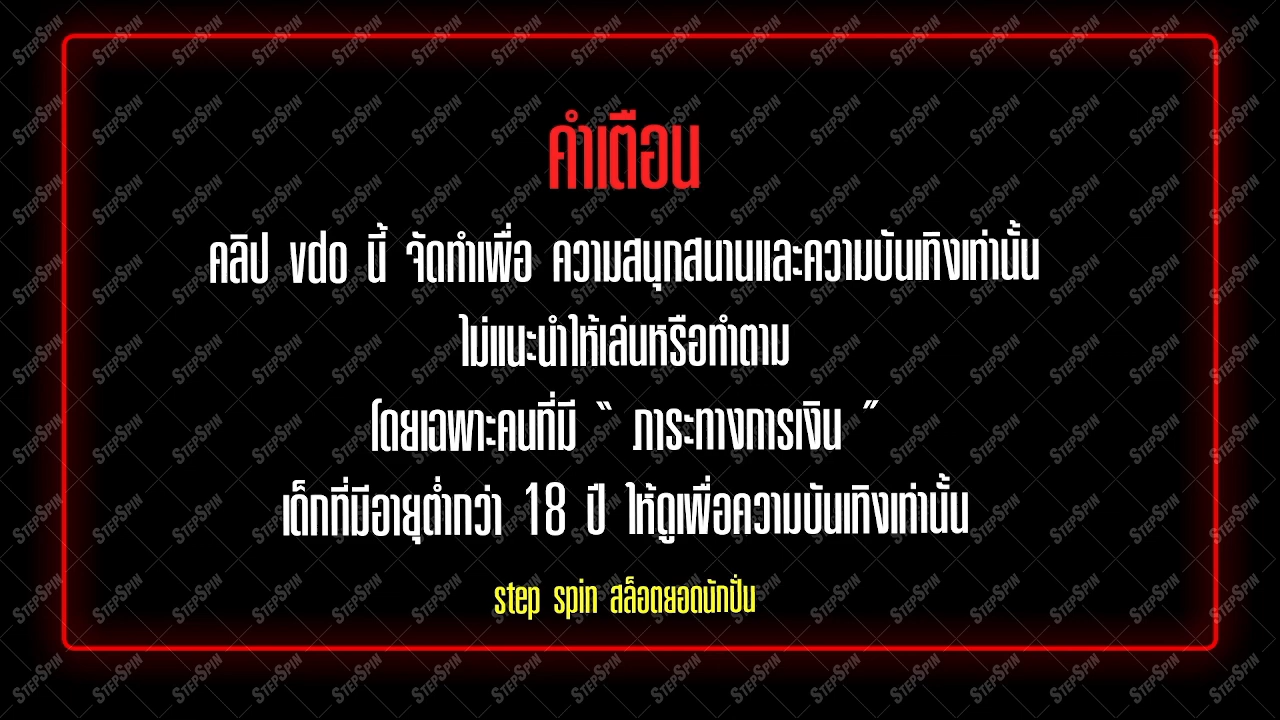 คำเตือน
คลิป vdo นี้ จัดทำเพื่อ ความสนุกสนานและความบันเทิงเท่านั้น
ไม่แนะนำให้เล่นหรือทำตาม
โดยเฉพาะคนที่มี “ ภาระทางการเงิน ”
เด็กที่มีอายุต่ำกว่า 18 ปี ให้ดูเพื่อความบันเทิงเท่านั้น
step spin สล็อตยอดนักปั่น